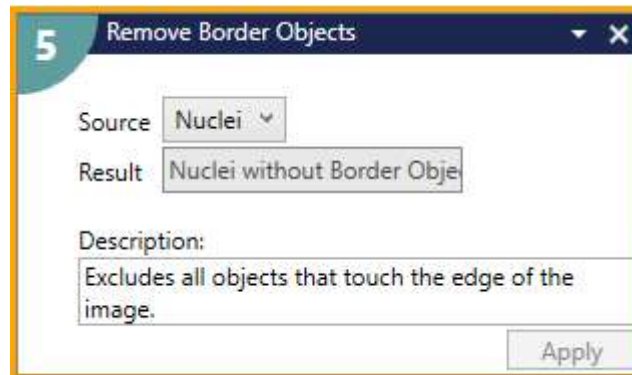 5
Remove Border Objects
Source Nuclei
Result Nuclei without Border Obje
Description:
Excludes all objects that touch the edge of the
image.
Apply